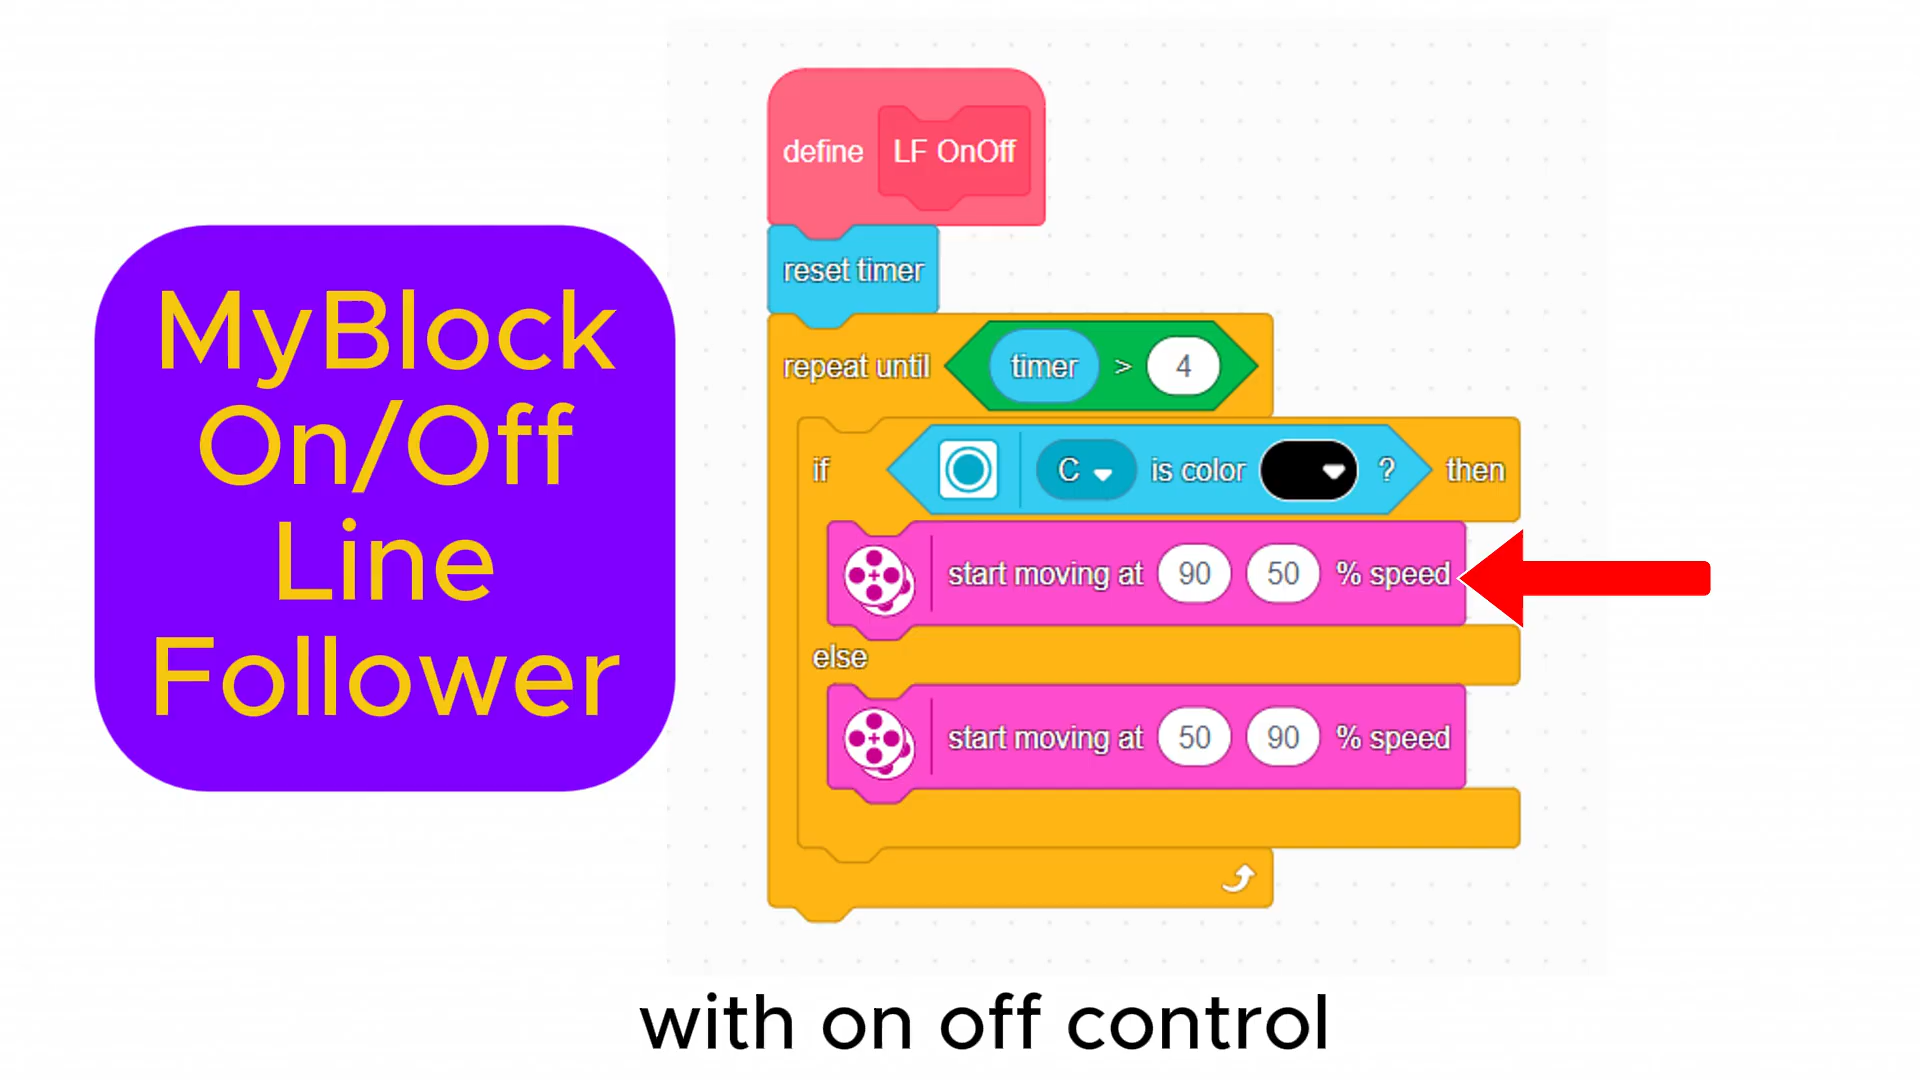 MyBlock
On/Off
Line
Follower
define LF OnOff
reset timer
repeat until timer > 4
if C is color ? then
start moving at 90 50 % speed
else
start moving at 50 90 % speed
with on off control